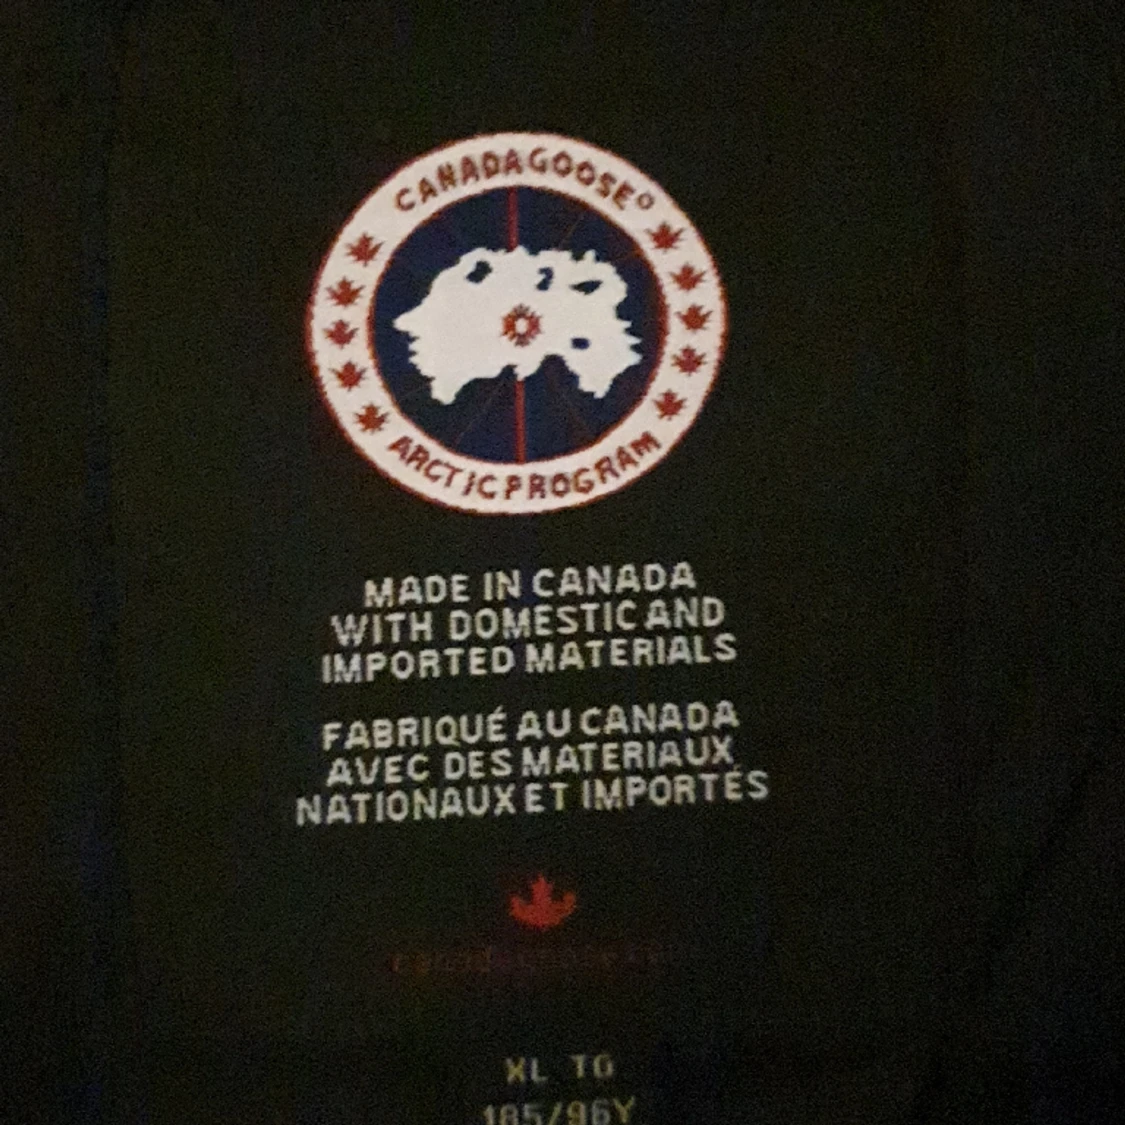 CANADA GOOSE®
ARCTIC PROGRAM
MADE IN CANADA
WITH DOMESTIC AND
IMPORTED MATERIALS
FABRIQUÉ AU CANADA
AVEC DES MATERIAUX
NATIONAUX ET IMPORTÉS
XL TG
185/96Y